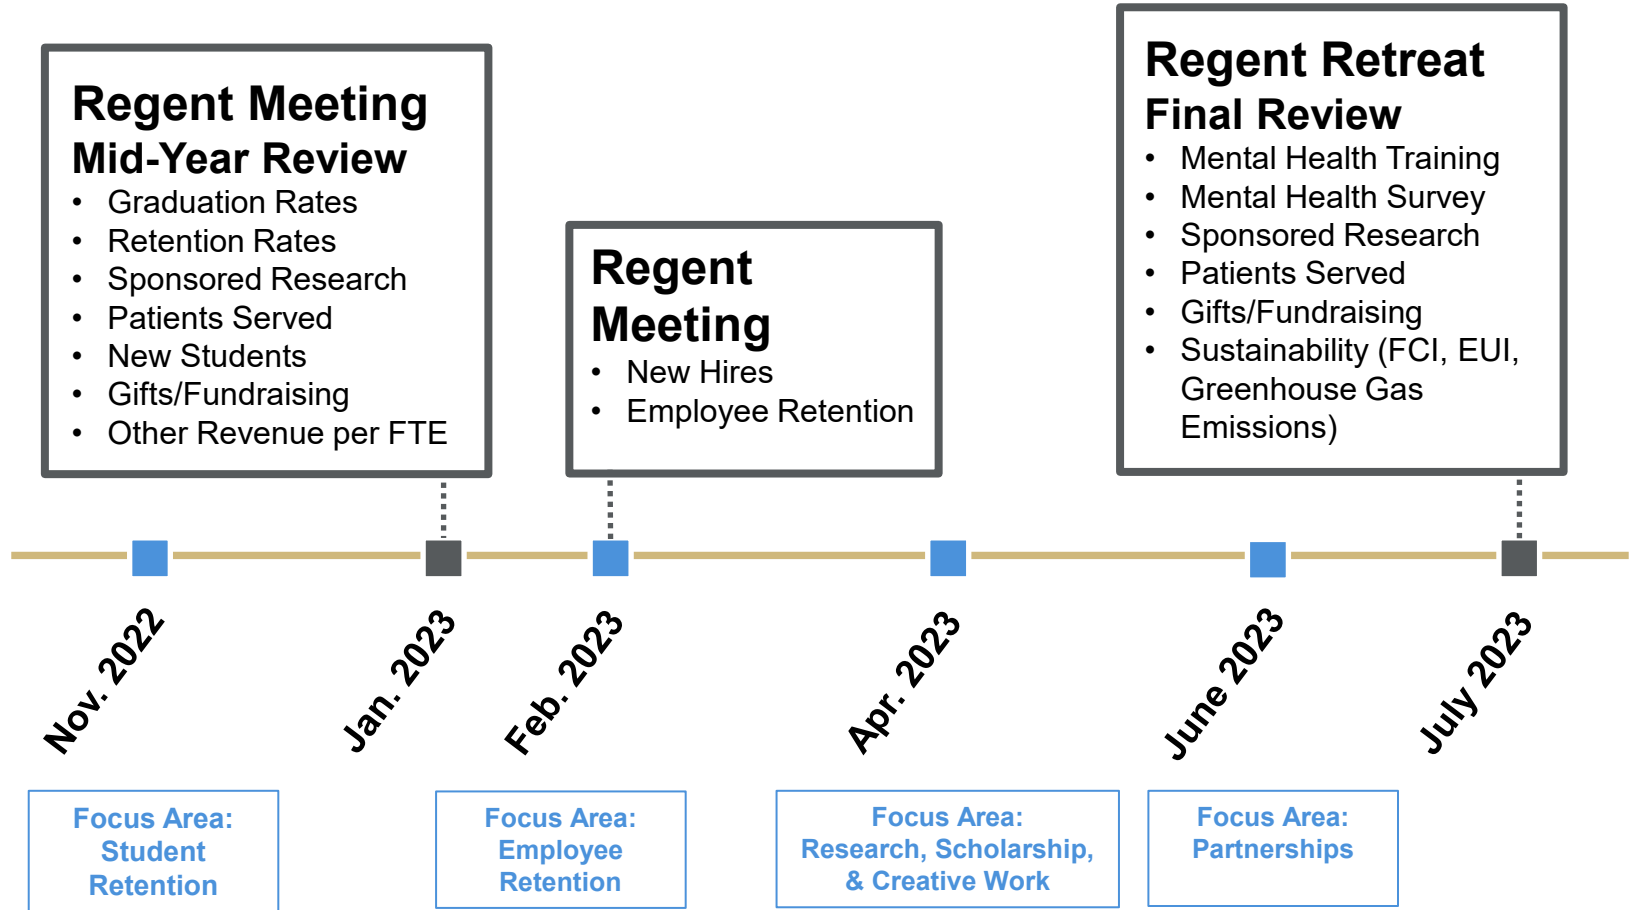 Regent Meeting
Mid-Year Review
• Graduation Rates
• Retention Rates
• Sponsored Research
• Patients Served
• New Students
• Gifts/Fundraising
• Other Revenue per FTE
Regent
Meeting
• New Hires
• Employee Retention
Regent Retreat
Final Review
• Mental Health Training
• Mental Health Survey
• Sponsored Research
• Patients Served
• Gifts/Fundraising
• Sustainability (FCI, EUI,
Greenhouse Gas
Emissions)
Nov. 2022
Jan. 2023
Feb. 2023
Apr. 2023
June 2023
July 2023
Focus Area:
Student
Retention
Focus Area:
Employee
Retention
Focus Area:
Research, Scholarship,
& Creative Work
Focus Area:
Partnerships